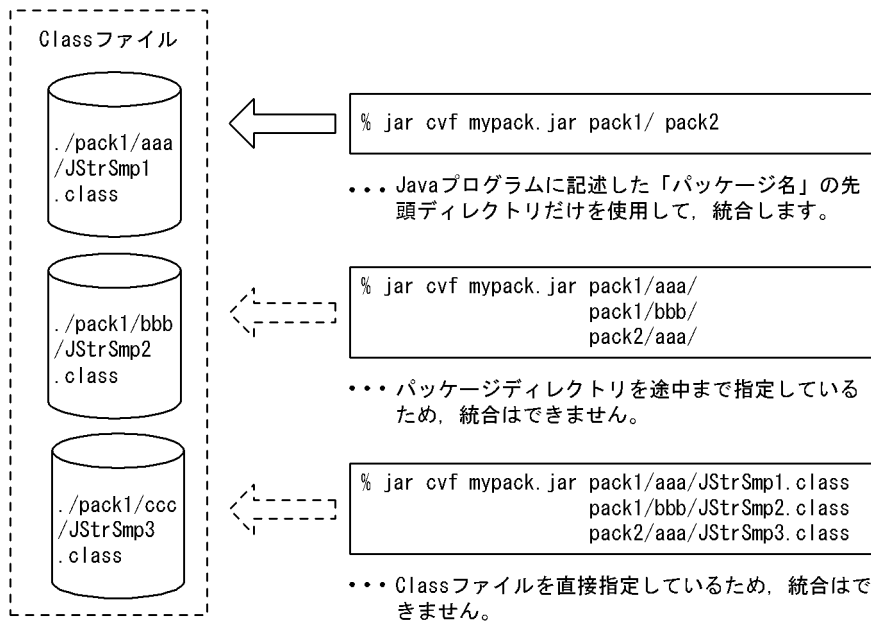 Classファイル
./pack1/aaa
/JStrSmp1
.class
% jar cvf mypack.jar pack1/ pack2
・・・ Javaプログラムに記述した「パッケージ名」の先
頭ディレクトリだけを使用して，統合します。
./pack1/bbb
/JStrSmp2
.class
% jar cvf mypack.jar pack1/aaa/
pack1/bbb/
pack2/aaa/
・・・ パッケージディレクトリを途中まで指定している
ため，統合はできません。
./pack1/ccc
/JStrSmp3
.class
% jar cvf mypack.jar pack1/aaa/JStrSmp1.class
pack1/bbb/JStrSmp2.class
pack2/aaa/JStrSmp3.class
・・・ Classファイルを直接指定しているため，統合はで
きません。